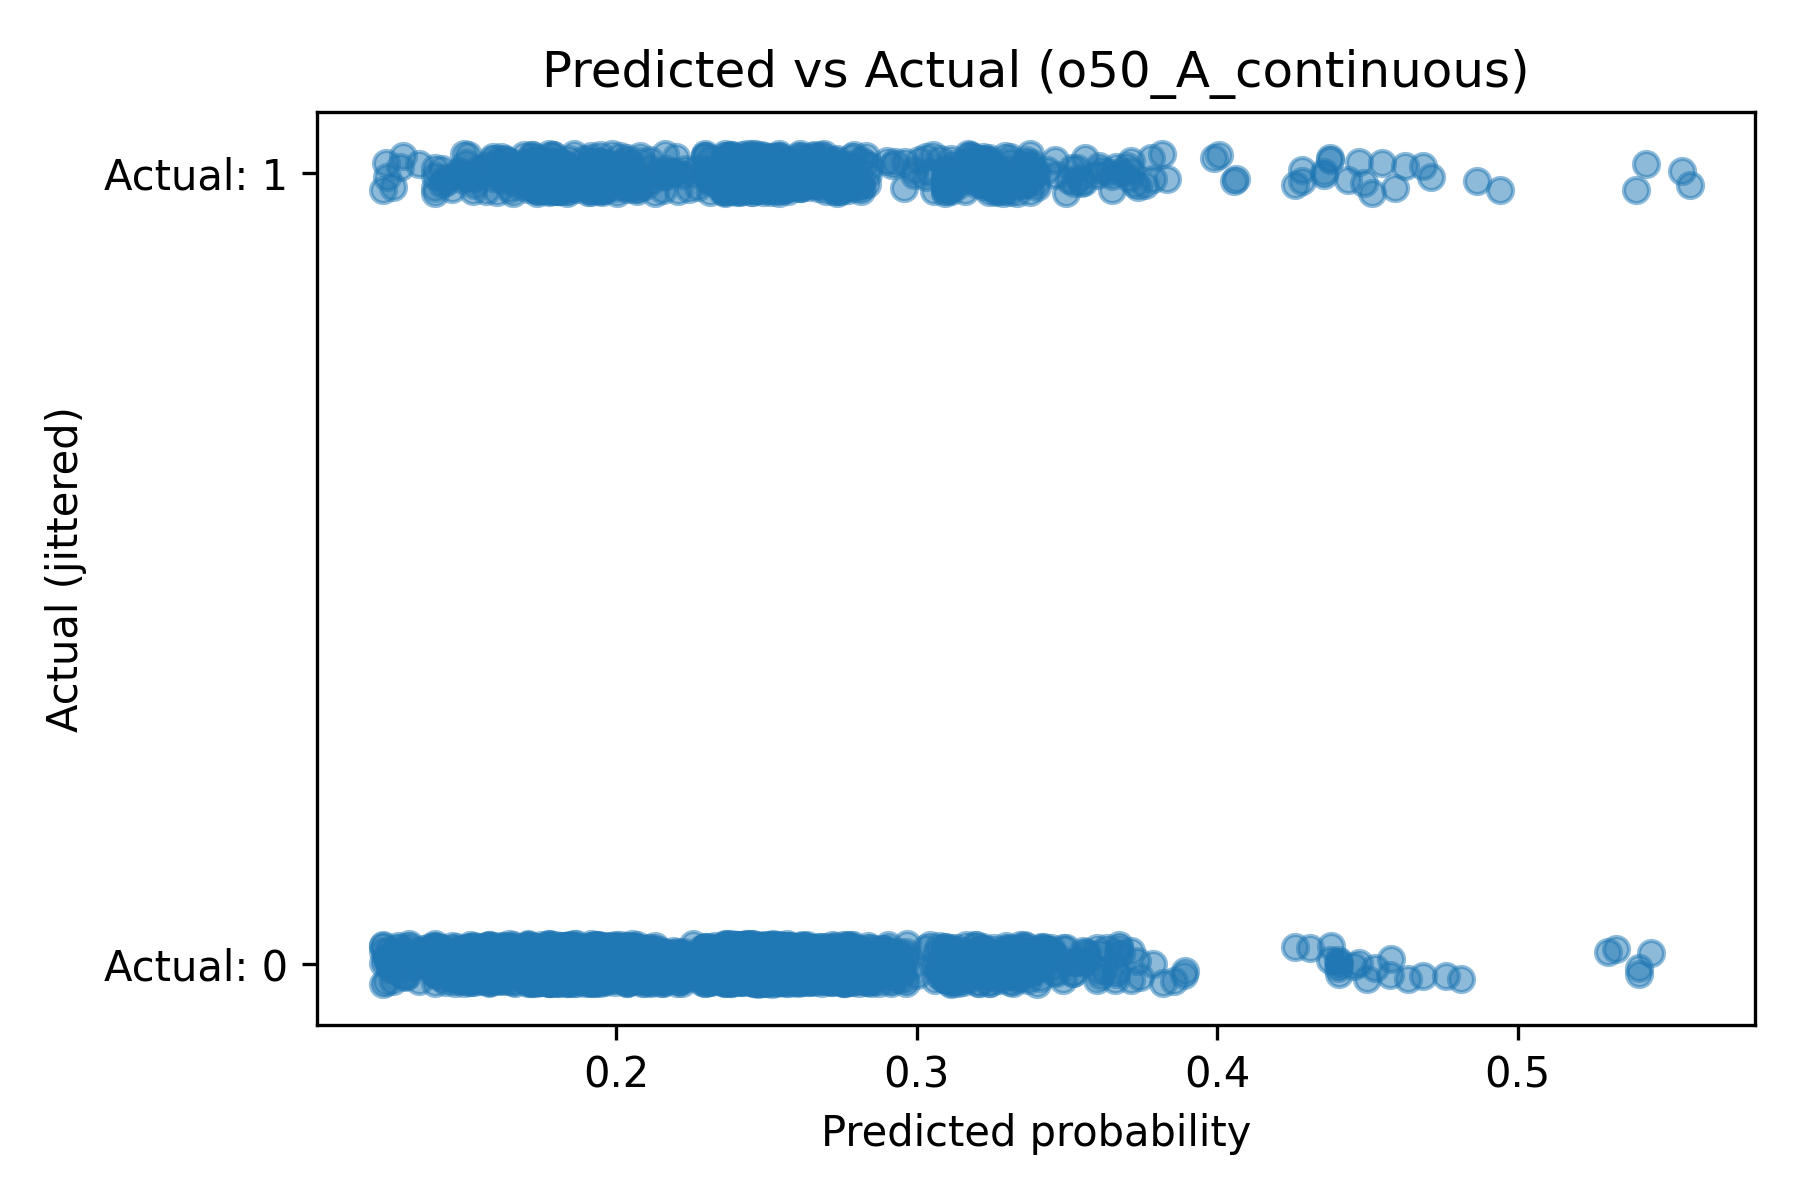 Predicted vs Actual (o50_A_continuous)
Actual: 1
Actual (jittered)
Actual: 0
0.2 0.3 0.4 0.5
Predicted probability